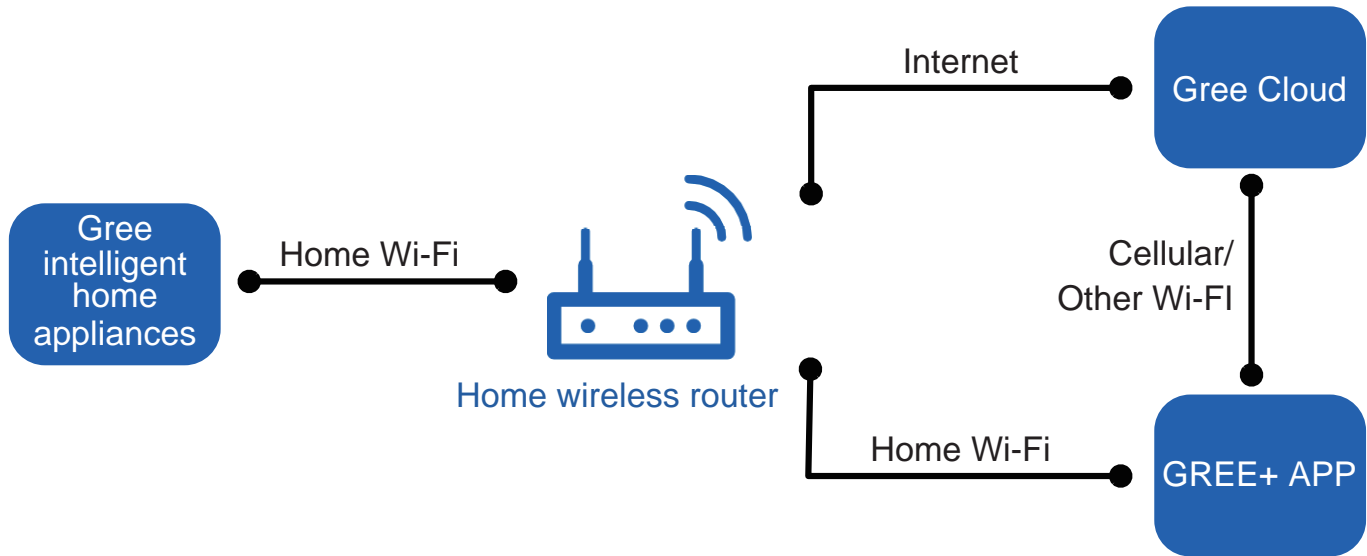 Internet
Gree Cloud
Gree
intelligent
home
appliances
Home Wi-Fi
Cellular/
Other Wi-FI
Home wireless router
Home Wi-Fi
GREE+ APP